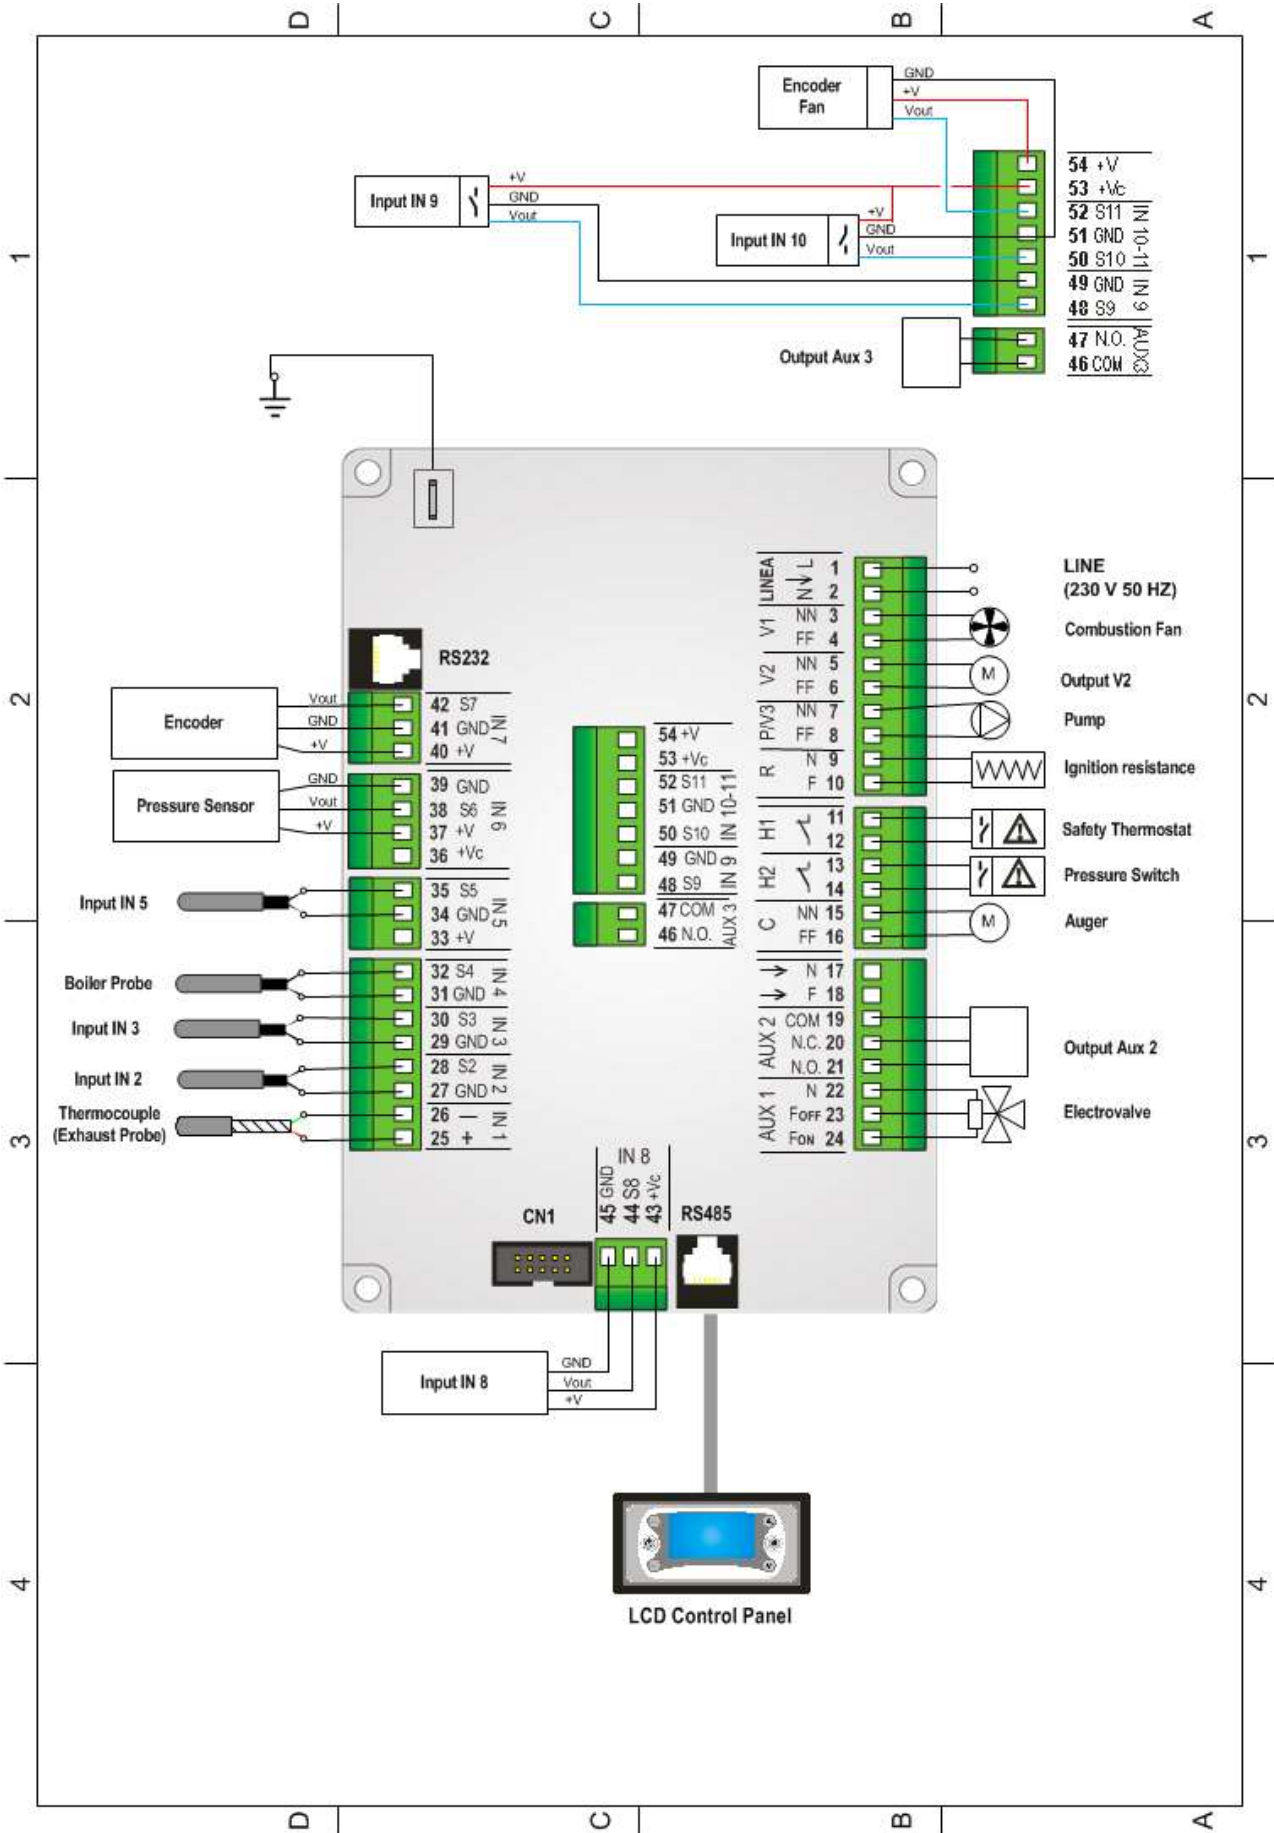 D
C
B
A
1
2
3
4
Encoder
Fan
GND
+V
Vout
Input IN 9
+V
GND
Vout
Input IN 10
+V
GND
Vout
54 +V
53 +Vc
52 S11
51 GND
50 S10
IN 10-11
49 GND
48 S9
IN 9
47 N.O.
46 COM
AUX3
Output Aux 3
RS232
Encoder
Vout
GND
+V
42 S7
41 GND
40 +V
IN 7
Pressure Sensor
GND
Vout
+V
39 GND
38 S6
37 +V
36 +Vc
IN 6
Input IN 5
35 S5
34 GND
33 +V
IN 5
Boiler Probe
32 S4
31 GND
IN 4
Input IN 3
30 S3
29 GND
IN 3
Input IN 2
28 S2
27 GND
IN 2
Thermocouple
(Exhaust Probe)
26 —
25 +
IN 1
54 +V
53 +Vc
52 S11
51 GND
50 S10
IN 10-11
49 GND
48 S9
IN 9
47 COM
46 N.O.
AUX 3
LINEA
L 1
N 2
LINE
(230 V 50 HZ)
V1
NN 3
FF 4
Combustion Fan
V2
NN 5
FF 6
M
Output V2
P/V3
NN 7
FF 8
Pump
R
N 9
F 10
Ignition resistance
H1
11
12
Safety Thermostat
H2
13
14
Pressure Switch
C
NN 15
FF 16
M
Auger
N 17
F 18
AUX 2
COM 19
N.C. 20
N.O. 21
Output Aux 2
AUX 1
N 22
FOFF 23
FON 24
Electrovalve
IN 8
45 GND
44 S8
43 +Vc
CN1
RS485
Input IN 8
GND
Vout
+V
LCD Control Panel
1
2
3
4
D
C
B
A